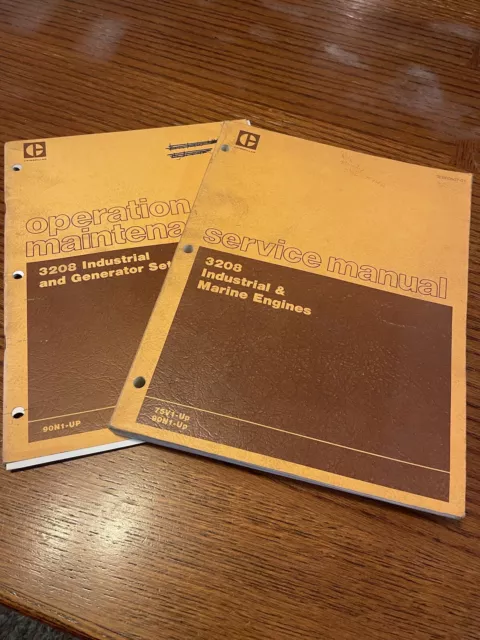 operation
maintena
3208 Industrial
and Generator Set
90N1-UP
service manual
3208
Industrial &
Marine Engines
75V1-Up
90N1-Up